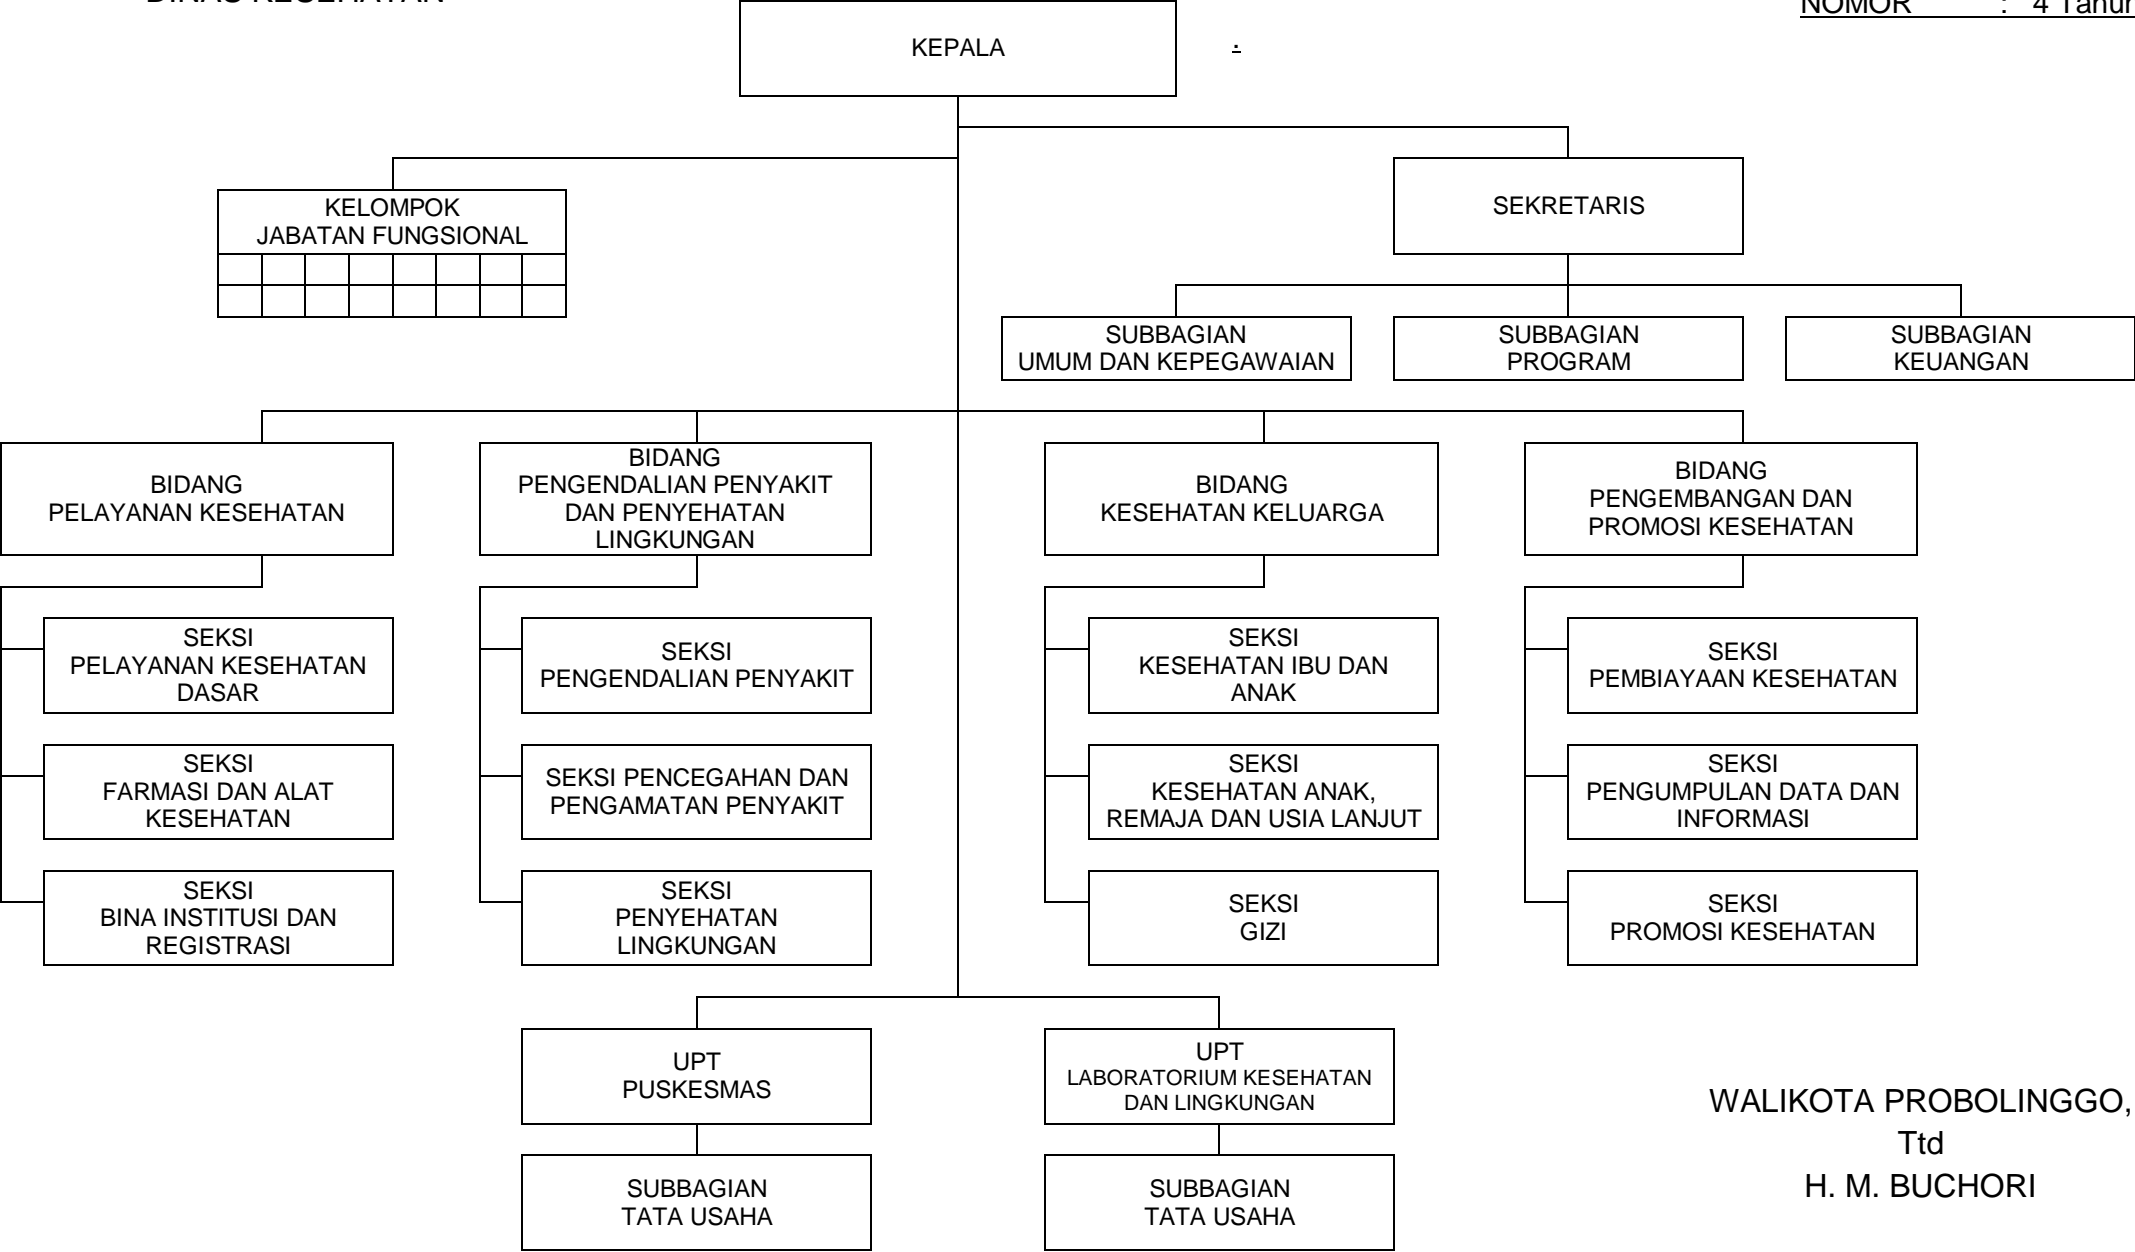 DINAS KESEHATAN
NOMOR : 4 Tahun
KEPALA
.
KELOMPOK
JABATAN FUNGSIONAL
SEKRETARIS
SUBBAGIAN
UMUM DAN KEPEGAWAIAN
SUBBAGIAN
PROGRAM
SUBBAGIAN
KEUANGAN
BIDANG
PELAYANAN KESEHATAN
BIDANG
PENGENDALIAN PENYAKIT
DAN PENYEHATAN
LINGKUNGAN
BIDANG
KESEHATAN KELUARGA
BIDANG
PENGEMBANGAN DAN
PROMOSI KESEHATAN
SEKSI
PELAYANAN KESEHATAN
DASAR
SEKSI
PENGENDALIAN PENYAKIT
SEKSI
KESEHATAN IBU DAN
ANAK
SEKSI
PEMBIAYAAN KESEHATAN
SEKSI
FARMASI DAN ALAT
KESEHATAN
SEKSI PENCEGAHAN DAN
PENGAMATAN PENYAKIT
SEKSI
KESEHATAN ANAK,
REMAJA DAN USIA LANJUT
SEKSI
PENGUMPULAN DATA DAN
INFORMASI
SEKSI
BINA INSTITUSI DAN
REGISTRASI
SEKSI
PENYEHATAN
LINGKUNGAN
SEKSI
GIZI
SEKSI
PROMOSI KESEHATAN
UPT
PUSKESMAS
UPT
LABORATORIUM KESEHATAN
DAN LINGKUNGAN
SUBBAGIAN
TATA USAHA
SUBBAGIAN
TATA USAHA
WALIKOTA PROBOLINGGO,
Ttd
H. M. BUCHORI